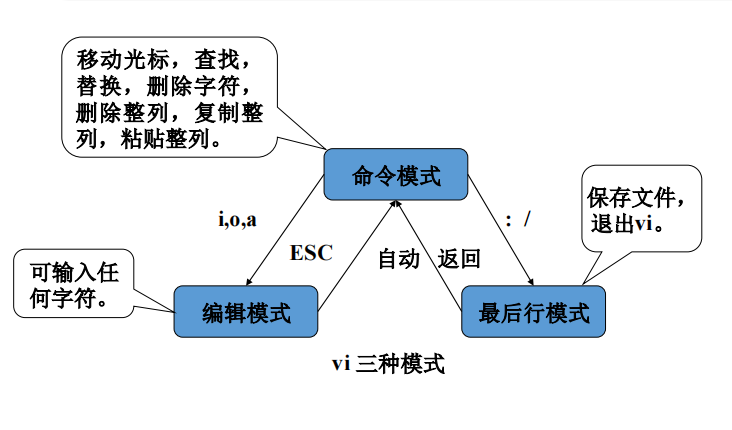 移动光标，查找，
替换，删除字符，
删除整列，复制整
列，粘贴整列。
命令模式
保存文件，
退出vi。
i,o,a
: /
ESC
自动 返回
可输入任
何字符。
编辑模式
最后行模式
vi 三种模式